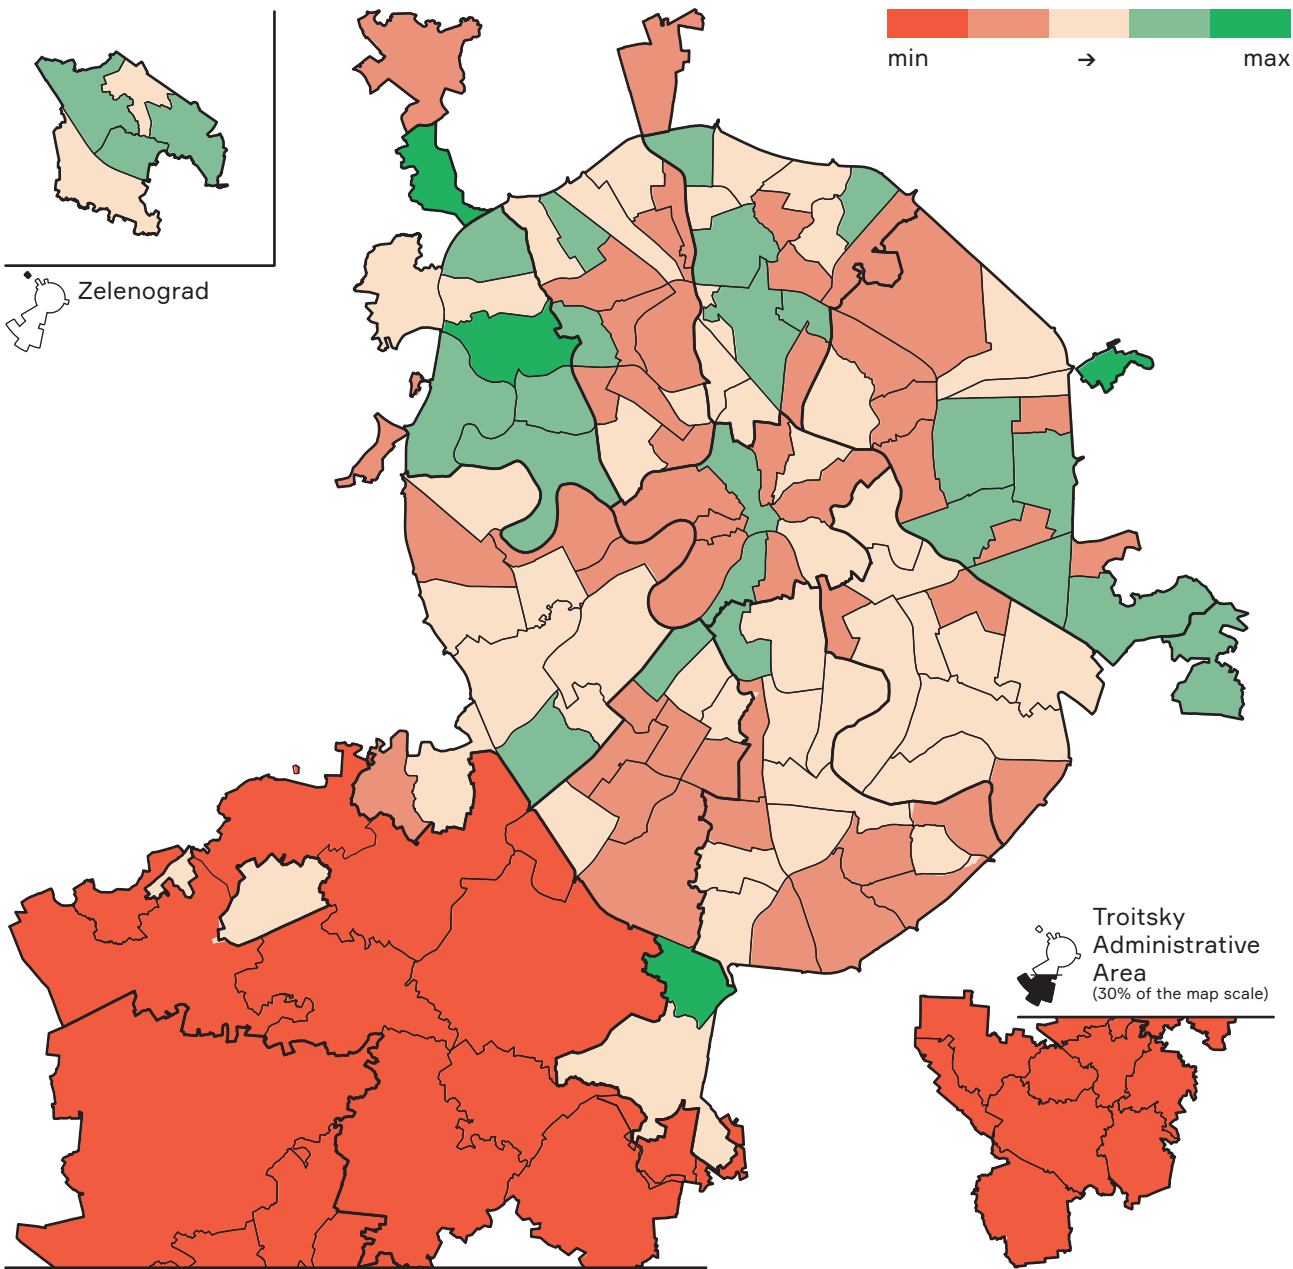 min → max
Zelenograd
Troitsky
Administrative
Area
(30% of the map scale)